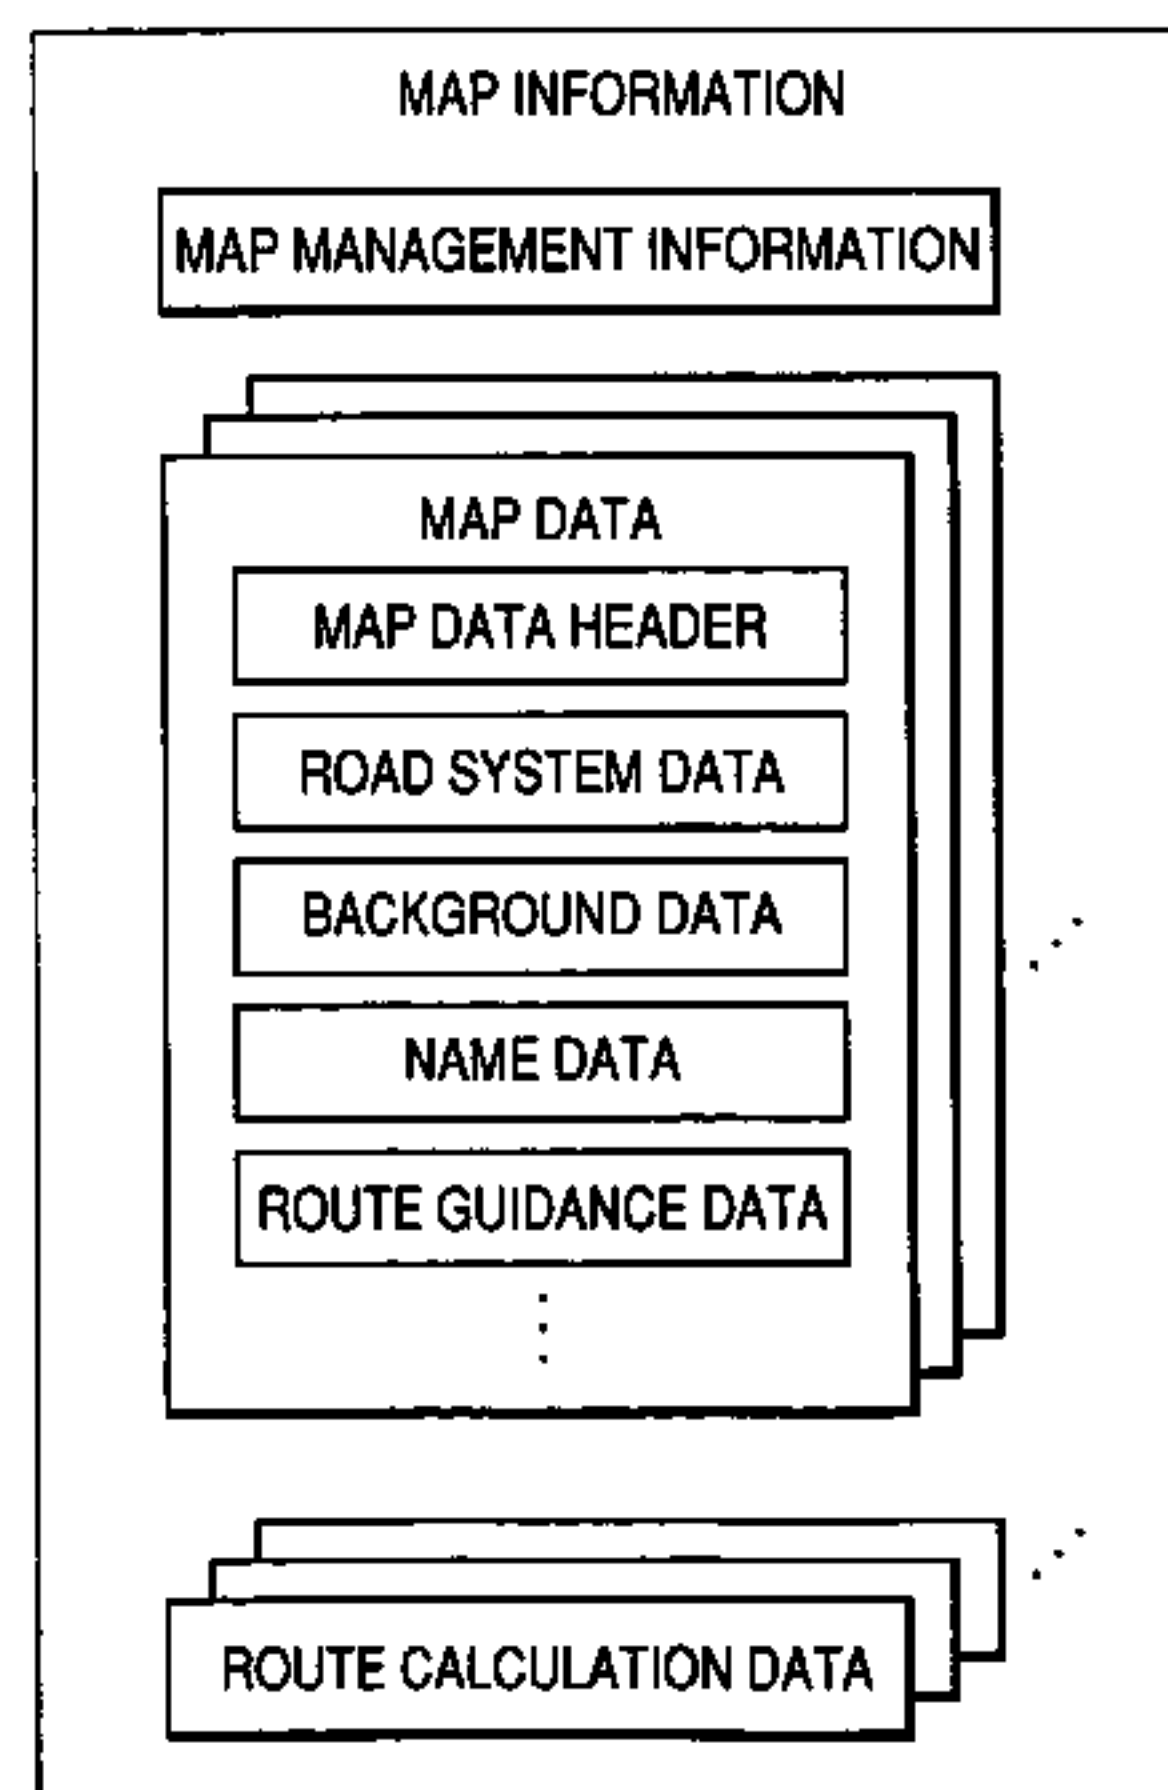 MAP INFORMATION
MAP MANAGEMENT INFORMATION
MAP DATA
MAP DATA HEADER
ROAD SYSTEM DATA
BACKGROUND DATA
NAME DATA
ROUTE GUIDANCE DATA
ROUTE CALCULATION DATA